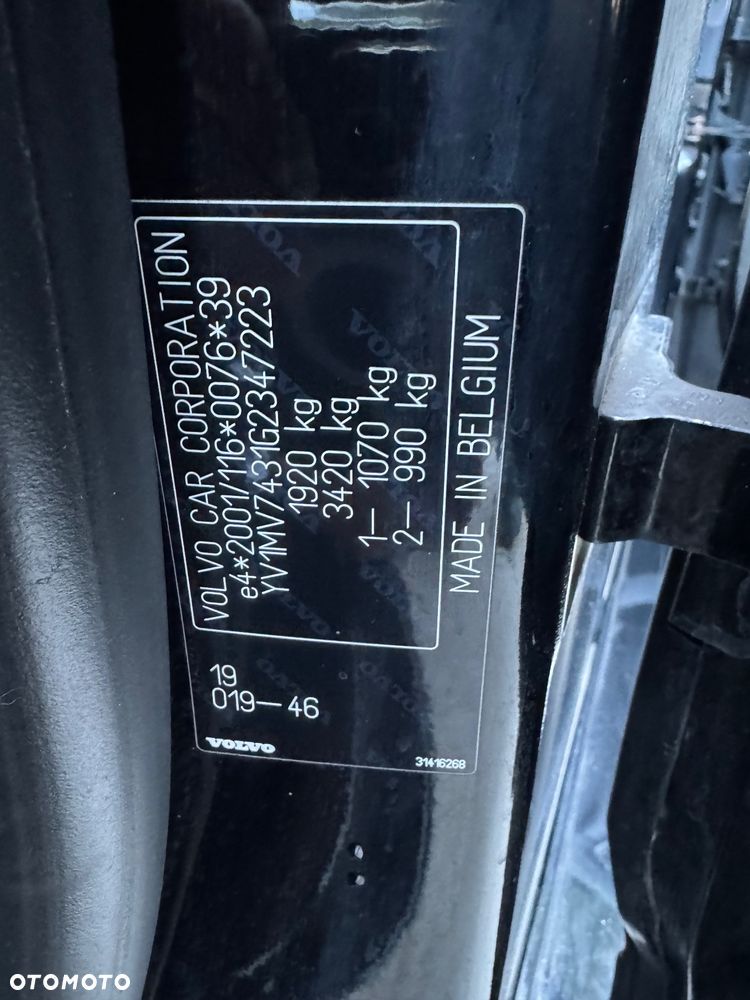 VOLVO CAR CORPORATION
e4*2001/116*0076*39
YV1MV7431G2347223
1920 kg
3420 kg
1— 1070 kg
2— 990 kg
MADE IN BELGIUM
19
019—46
VOLVO
31416268
OTOMOTO